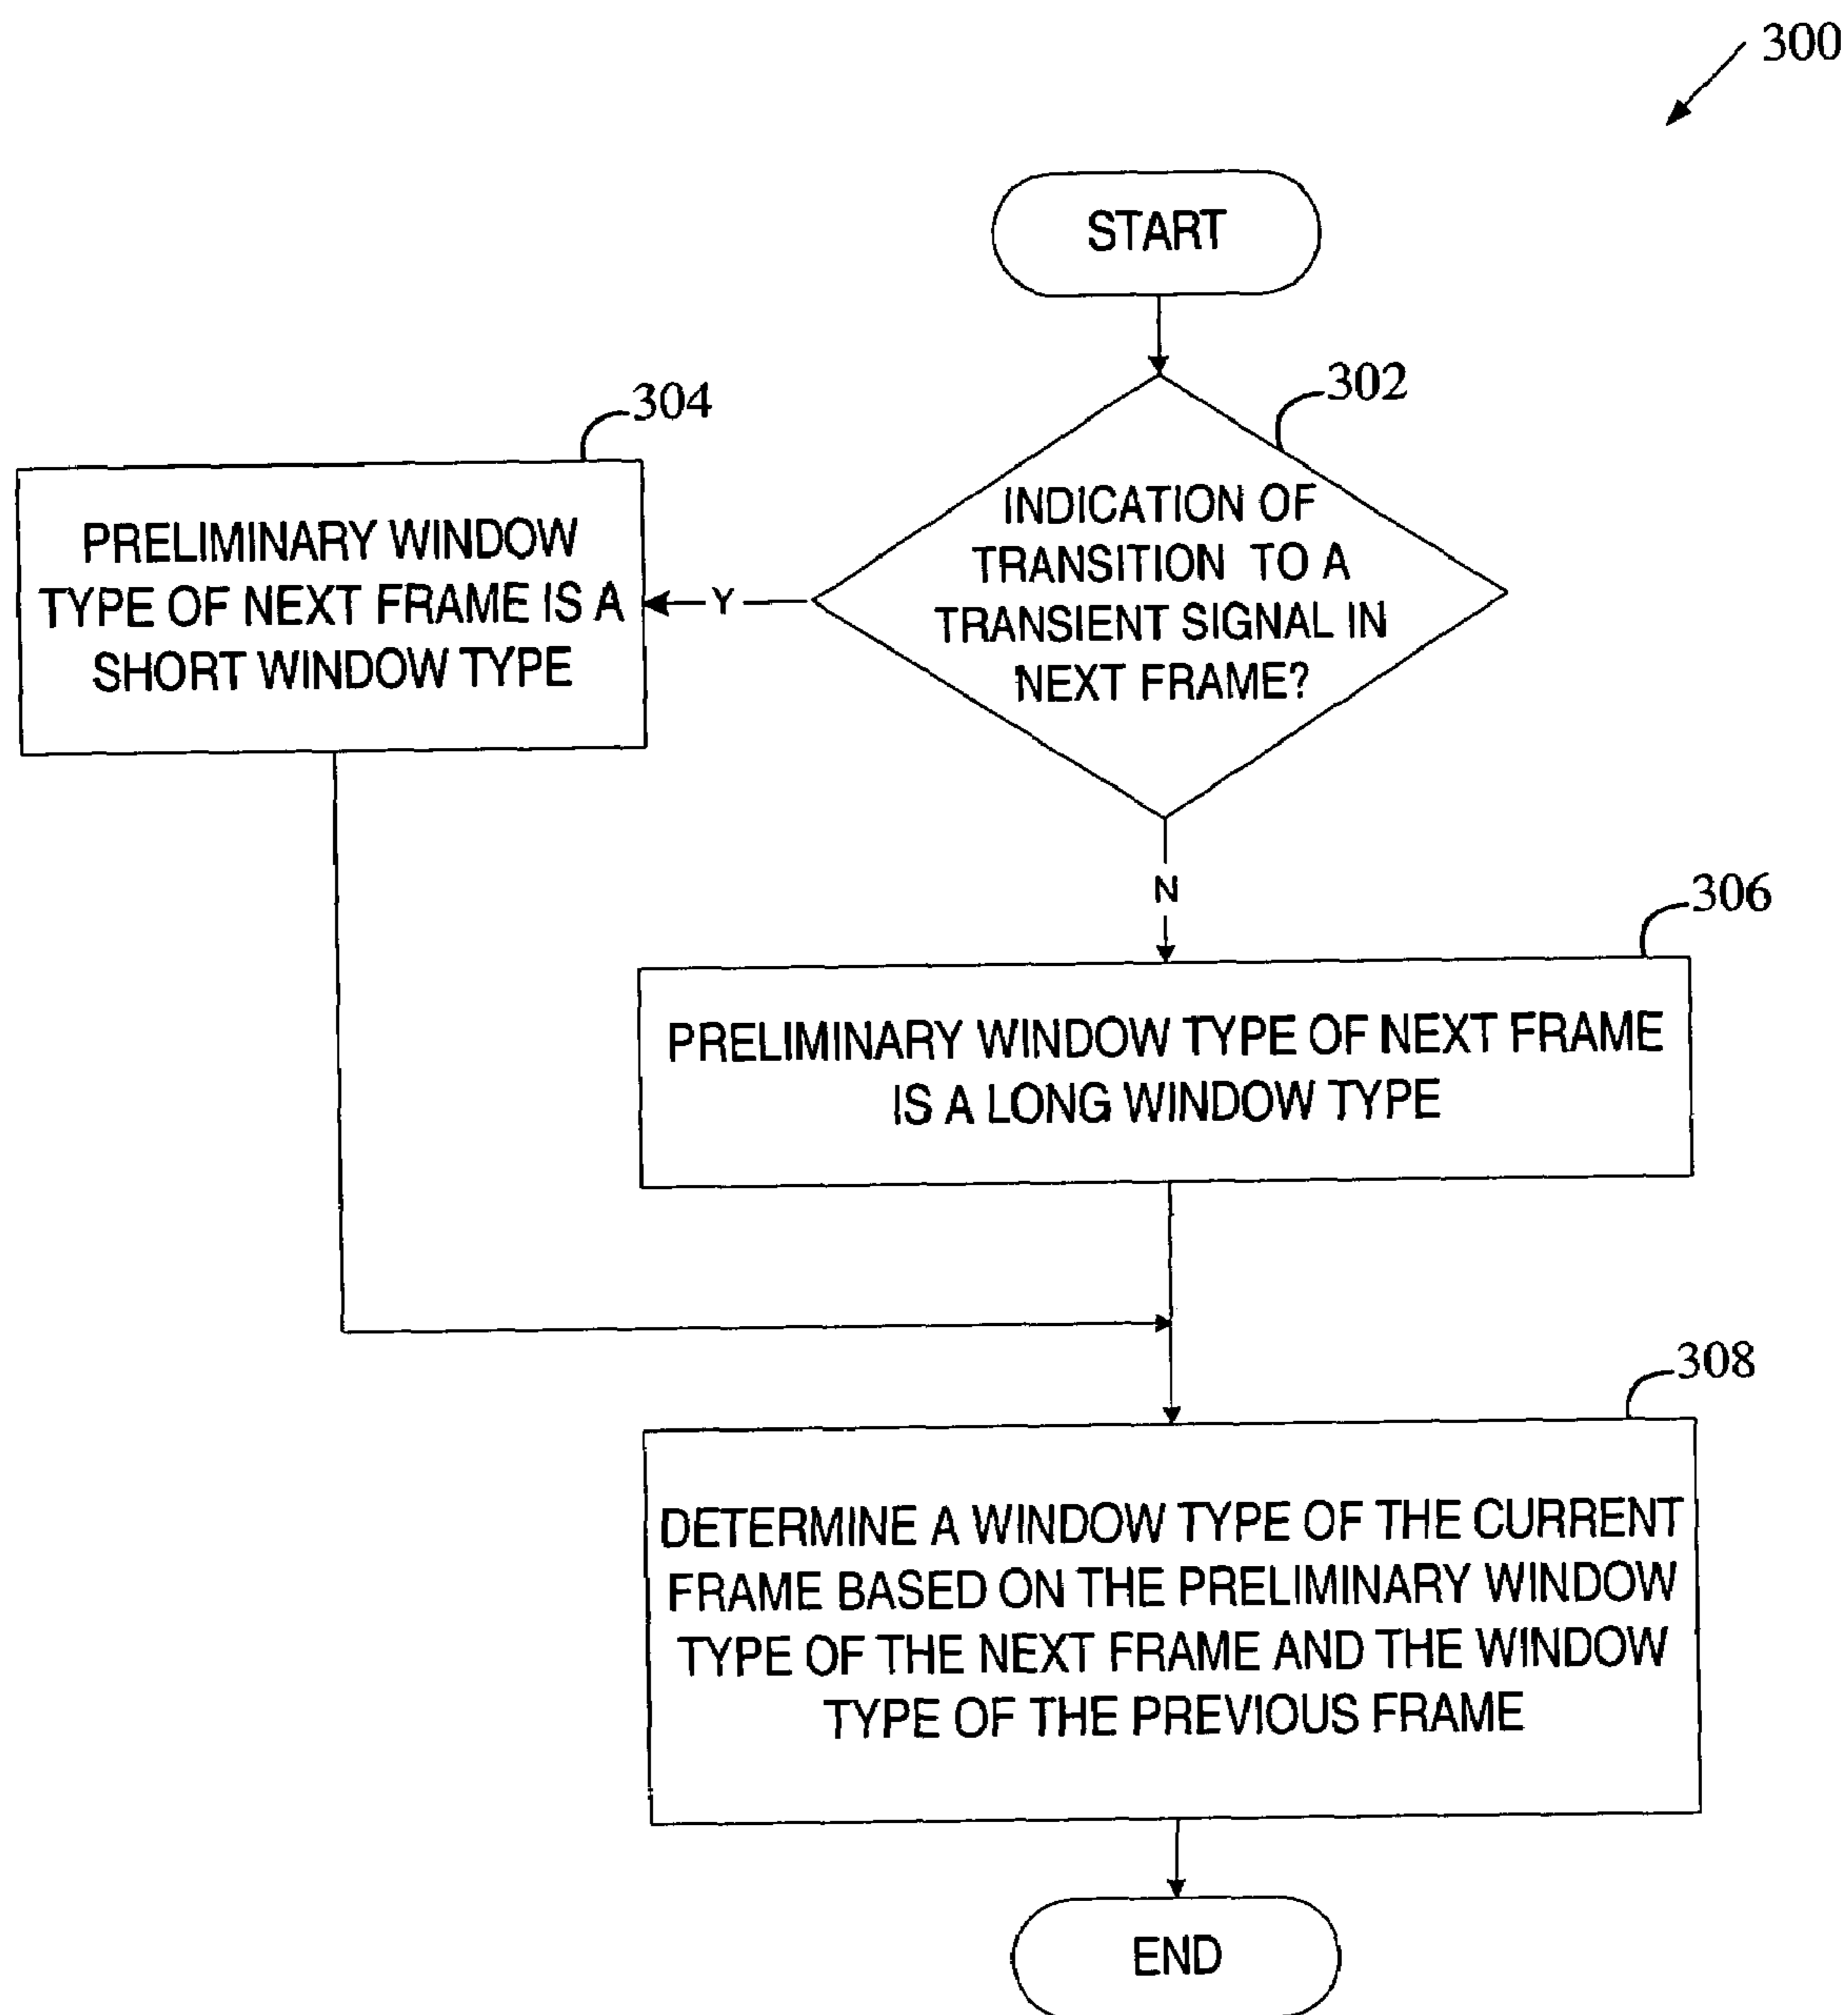 300
START
302
INDICATION OF
TRANSITION TO A
TRANSIENT SIGNAL IN
NEXT FRAME?
Y
304
PRELIMINARY WINDOW
TYPE OF NEXT FRAME IS A
SHORT WINDOW TYPE
N
306
PRELIMINARY WINDOW TYPE OF NEXT FRAME
IS A LONG WINDOW TYPE
308
DETERMINE A WINDOW TYPE OF THE CURRENT
FRAME BASED ON THE PRELIMINARY WINDOW
TYPE OF THE NEXT FRAME AND THE WINDOW
TYPE OF THE PREVIOUS FRAME
END